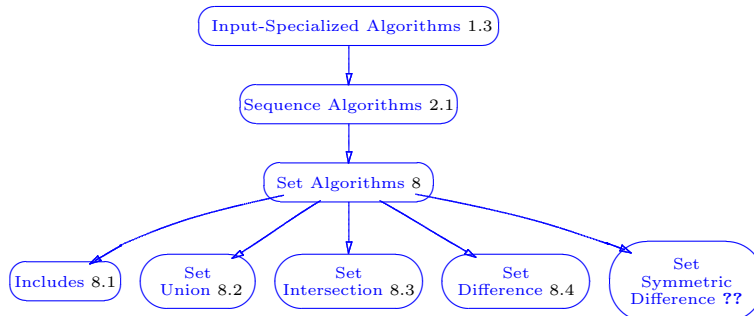 Input-Specialized Algorithms 1.3
Sequence Algorithms 2.1
Set Algorithms 8
Includes 8.1
Set
Union 8.2
Set
Intersection 8.3
Set
Difference 8.4
Set
Symmetric
Difference ??